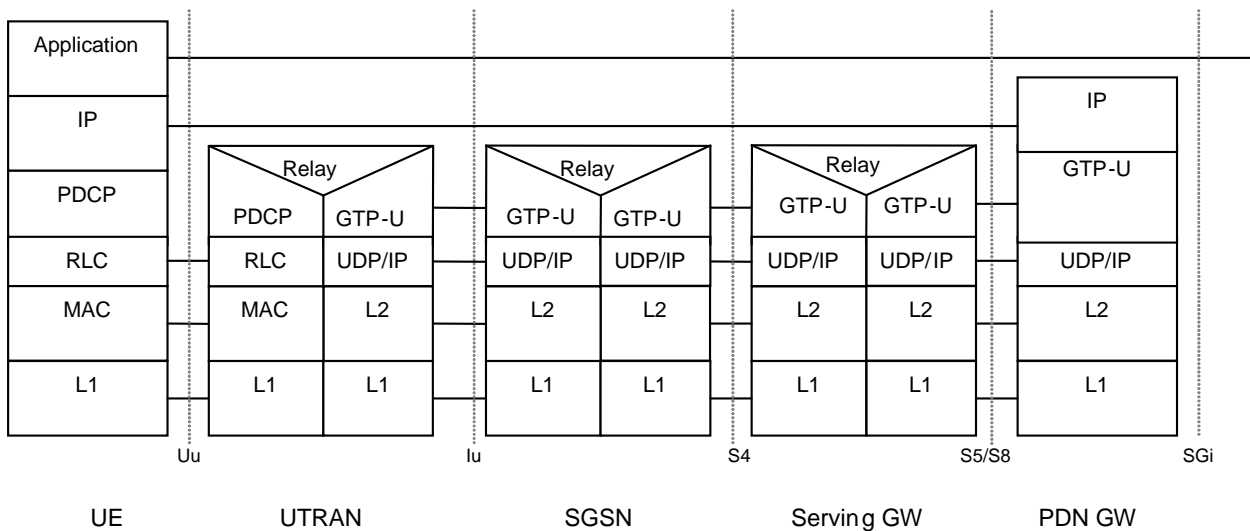 Application
IP
PDCP
RLC
MAC
L1
Relay
PDCP GTP-U
RLC UDP/IP
MAC L2
L1 L1
Relay
GTP-U GTP-U
UDP/IP UDP/IP
L2 L2
L1 L1
Relay
GTP-U GTP-U
UDP/IP UDP/IP
L2 L2
L1 L1
IP
GTP-U
UDP/IP
L2
L1
Uu Iu S4 S5/S8 SGi
UE UTRAN SGSN Serving GW PDN GW